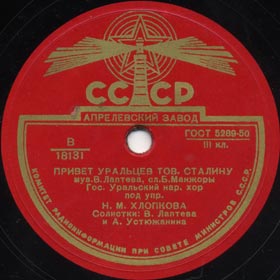 СССР
АПРЕЛЕВСКИЙ ЗАВОД
В
18131
ГОСТ 5289-50
III кл.
ПРИВЕТ УРАЛЬЦЕВ ТОВ. СТАЛИНУ
муз. В. Лаптева, сл. Б. Манжоры
Гос. Уральский нар. хор
под упр.
Н. М. ХЛОПКОВА
Солистки: В. Лаптева
и А. Устюжанина
КОМИТЕТ РАДИОИНФОРМАЦИИ ПРИ СОВЕТЕ МИНИСТРОВ СССР.